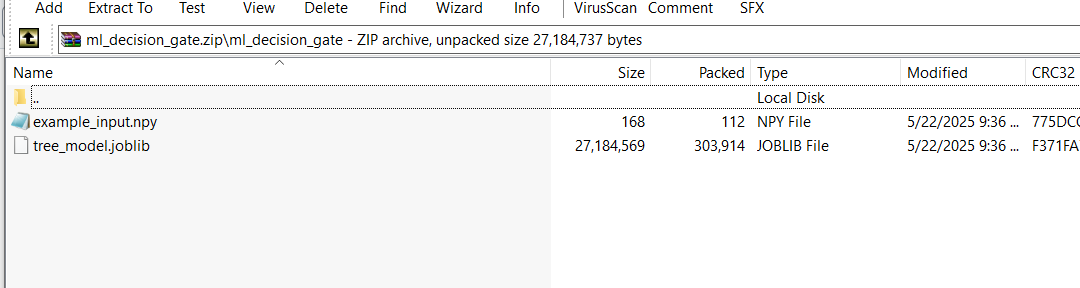 Add Extract To Test View Delete Find Wizard Info VirusScan Comment SFX
ml_decision_gate.zip\ml_decision_gate - ZIP archive, unpacked size 27,184,737 bytes
Name Size Packed Type Modified CRC32
.. Local Disk
example_input.npy 168 112 NPY File 5/22/2025 9:36 ... 775DCC
tree_model.joblib 27,184,569 303,914 JOBLIB File 5/22/2025 9:36 ... F371FA